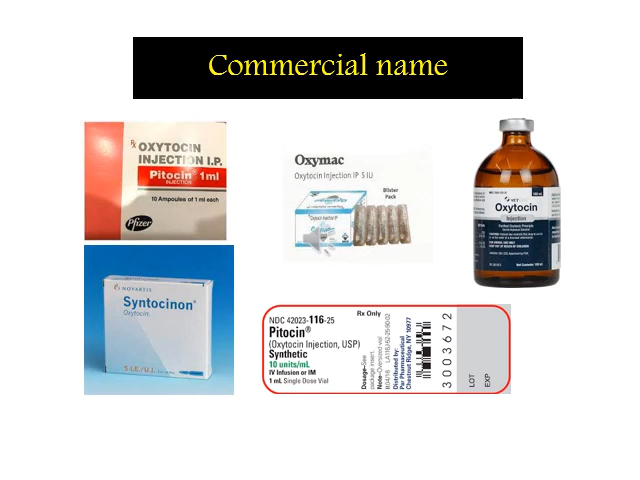 Commercial name
Rx OXYTOCIN
INJECTION I.P.
Pitocin® 1ml
INJECTION
10 Ampoules of 1 ml each
Pfizer
Oxymac
Oxytocin Injection IP 5 IU
Blister
Pack
Oxytocin
Injection
NOVARTIS
Syntocinon®
Oxytocin
5 I.E./U.I.
NDC 42023-116-25
Rx Only
Pitocin®
(Oxytocin Injection, USP)
Synthetic
10 units/mL
IV Infusion or IM
1 mL Single Dose Vial
Dosage–See
package insert.
Note–Oversized vial
Distributed by:
Par Pharmaceutical
Chestnut Ridge, NY 10977
3003672
LOT
EXP